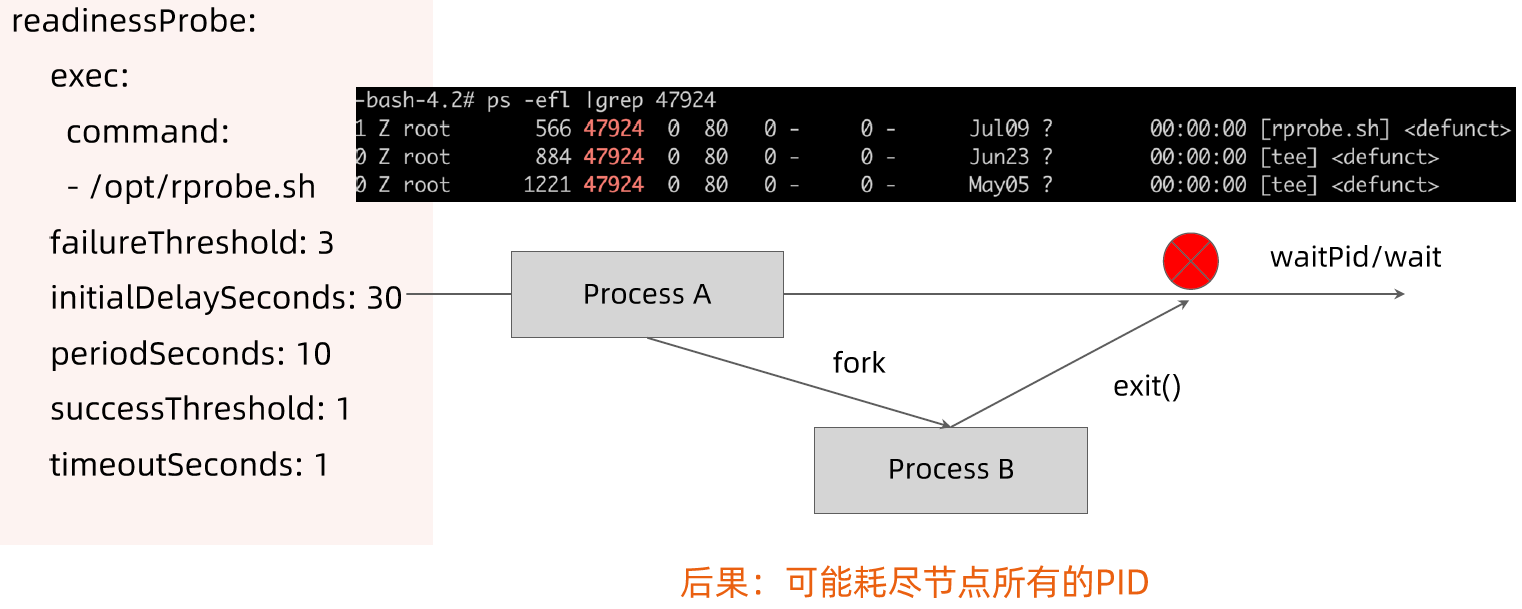 readinessProbe:
exec:
command:
- /opt/rprobe.sh
failureThreshold: 3
initialDelaySeconds: 30
periodSeconds: 10
successThreshold: 1
timeoutSeconds: 1
-bash-4.2# ps -efl |grep 47924
1 Z root 566 47924 0 80 0 - 0 - Jul09 ? 00:00:00 [rprobe.sh] <defunct>
0 Z root 884 47924 0 80 0 - 0 - Jun23 ? 00:00:00 [tee] <defunct>
0 Z root 1221 47924 0 80 0 - 0 - May05 ? 00:00:00 [tee] <defunct>
waitPid/wait
Process A
fork
exit()
Process B
后果：可能耗尽节点所有的PID